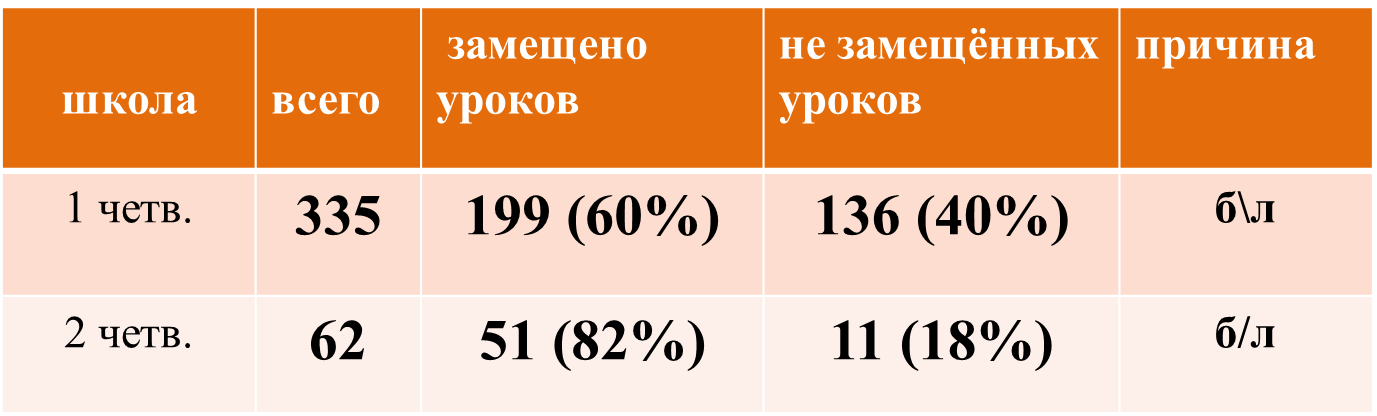 школа
всего
замещено
уроков
не замещённых
уроков
причина
1 четв.
335
199 (60%)
136 (40%)
б\л
2 четв.
62
51 (82%)
11 (18%)
б/л